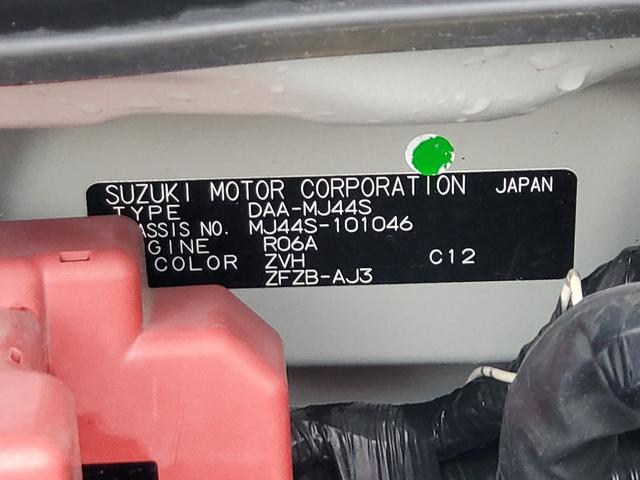 SUZUKI MOTOR CORPORATION JAPAN
TYPE DAA-MJ44S
ASSIS NO. MJ44S-101046
GINE R06A
COLOR ZVH C12
ZFZB-AJ3